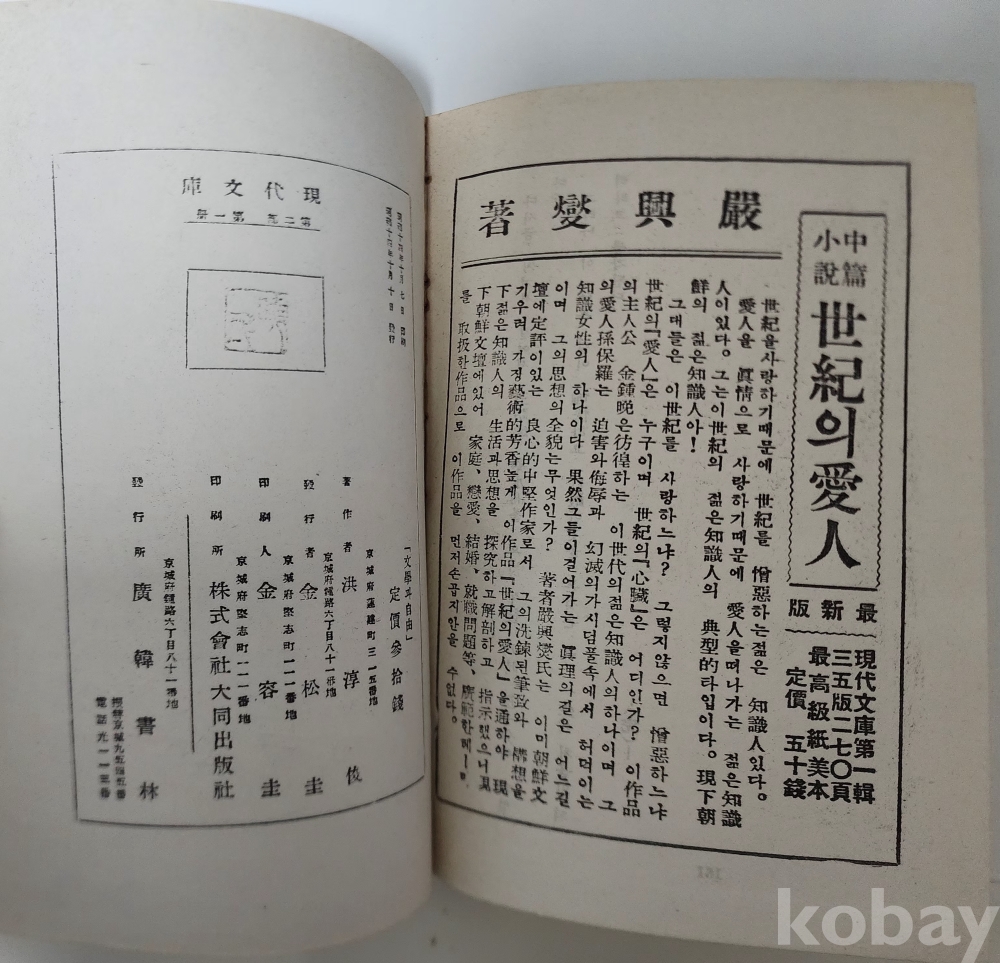 嚴興燮著
中篇
小說
世紀의愛人
最新版
現代文庫第一輯
三五版二七〇頁
最高級紙美本
定價 五十錢
世紀을사랑하기때문에 世紀를 憎惡하는젊은 知識人있다。
愛人을 眞情으로 사랑하기때문에 愛人을떠나가는 젊은知識
人이있다。그는이世紀의 젊은知識人의 典型的타입이다。現下朝
鮮의 젊은知識人아!
그대들은 이世紀를 사랑하느냐? 그렇지않으면 憎惡하느냐
世紀의『愛人』은 누구이며 世紀의『心臟』은 어디인가? 이作品
의主人公 金鍾晩은彷徨하는 이世代의젊은知識人의하나이며 그
의愛人孫保羅는 迫害와侮辱과 幻滅의가시덤풀속에서 허덕이는
知識女性의 하나이다 果然그들이걸어가는 眞理의길은 어느길
이며 그의思想의全貌는무엇인가? 著者嚴興燮氏는 이미朝鮮文
壇에定評이있는 良心的中堅作家로서 그의洗鍊된筆致와 構想을
기우려 가장藝術的芳香높게 이作品『世紀의愛人』을通하야 現
下젊은知識人의 生活과思想을 探究하고解剖하고 指示했으니
下朝鮮文壇에있어 家庭、戀愛、結婚、就職問題等、廣範한
를 取扱한作品으로 이作品을 먼저손꼽지안을 수없다。
161
現代文庫
第二 第一
昭和十四年十月七日 印刷
昭和十四年十月十日 發行
「文學과自由」
定價參拾錢
京城府蓮建町三一五番地
著作者 洪淳俊
京城府鍾路六丁目八十一番地
發行者 金松圭
京城府堅志町一一一番地
印刷人 金容圭
京城府堅志町一一一番地
印刷所 株式會社大同出版社
京城府鍾路六丁目八十一番地
發行所 廣韓書林
kobay